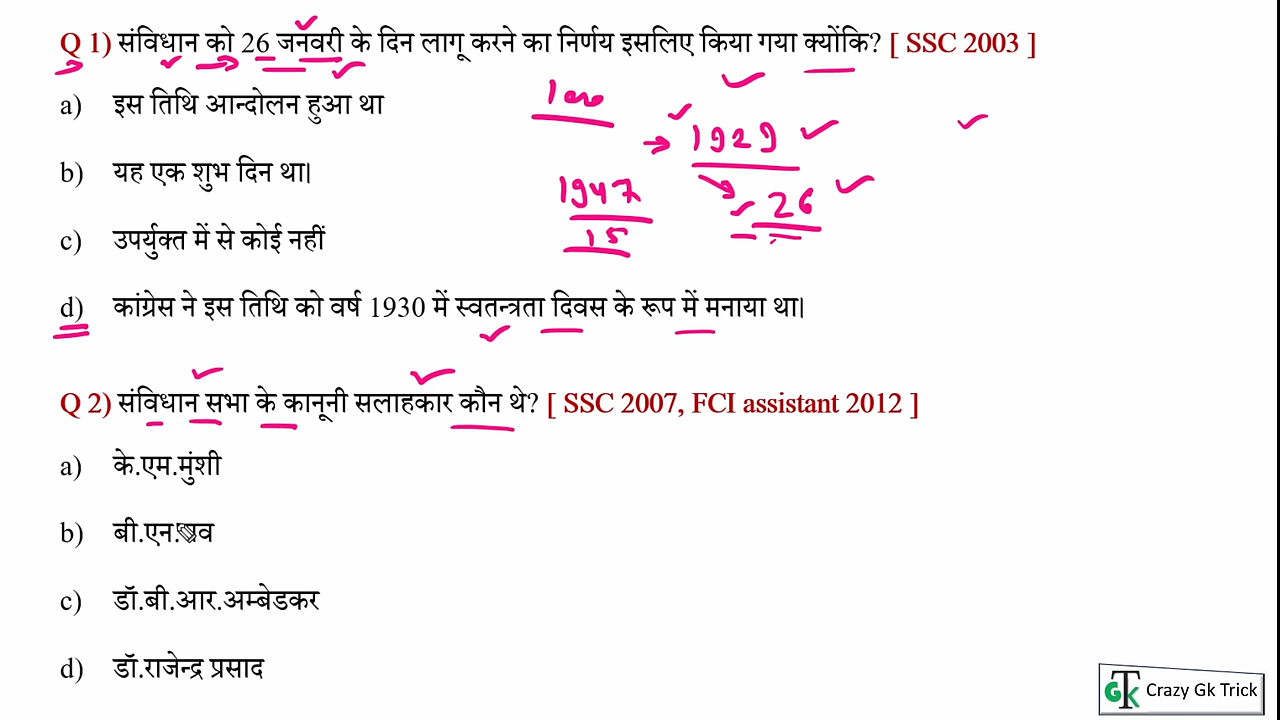 Q 1) संविधान को 26 जनवरी के दिन लागू करने का निर्णय इसलिए किया गया क्योंकि? [ SSC 2003 ]
a) इस तिथि आन्दोलन हुआ था
b) यह एक शुभ दिन था।
c) उपर्युक्त में से कोई नहीं
d) कांग्रेस ने इस तिथि को वर्ष 1930 में स्वतन्त्रता दिवस के रूप में मनाया था।
1929
1947
26
15
Q 2) संविधान सभा के कानूनी सलाहकार कौन थे? [ SSC 2007, FCI assistant 2012 ]
a) के.एम.मुंशी
b) बी.एन.
c) डॉ.बी.आर.अम्बेडकर
d) डॉ.राजेन्द्र प्रसाद
GTk Crazy Gk Trick